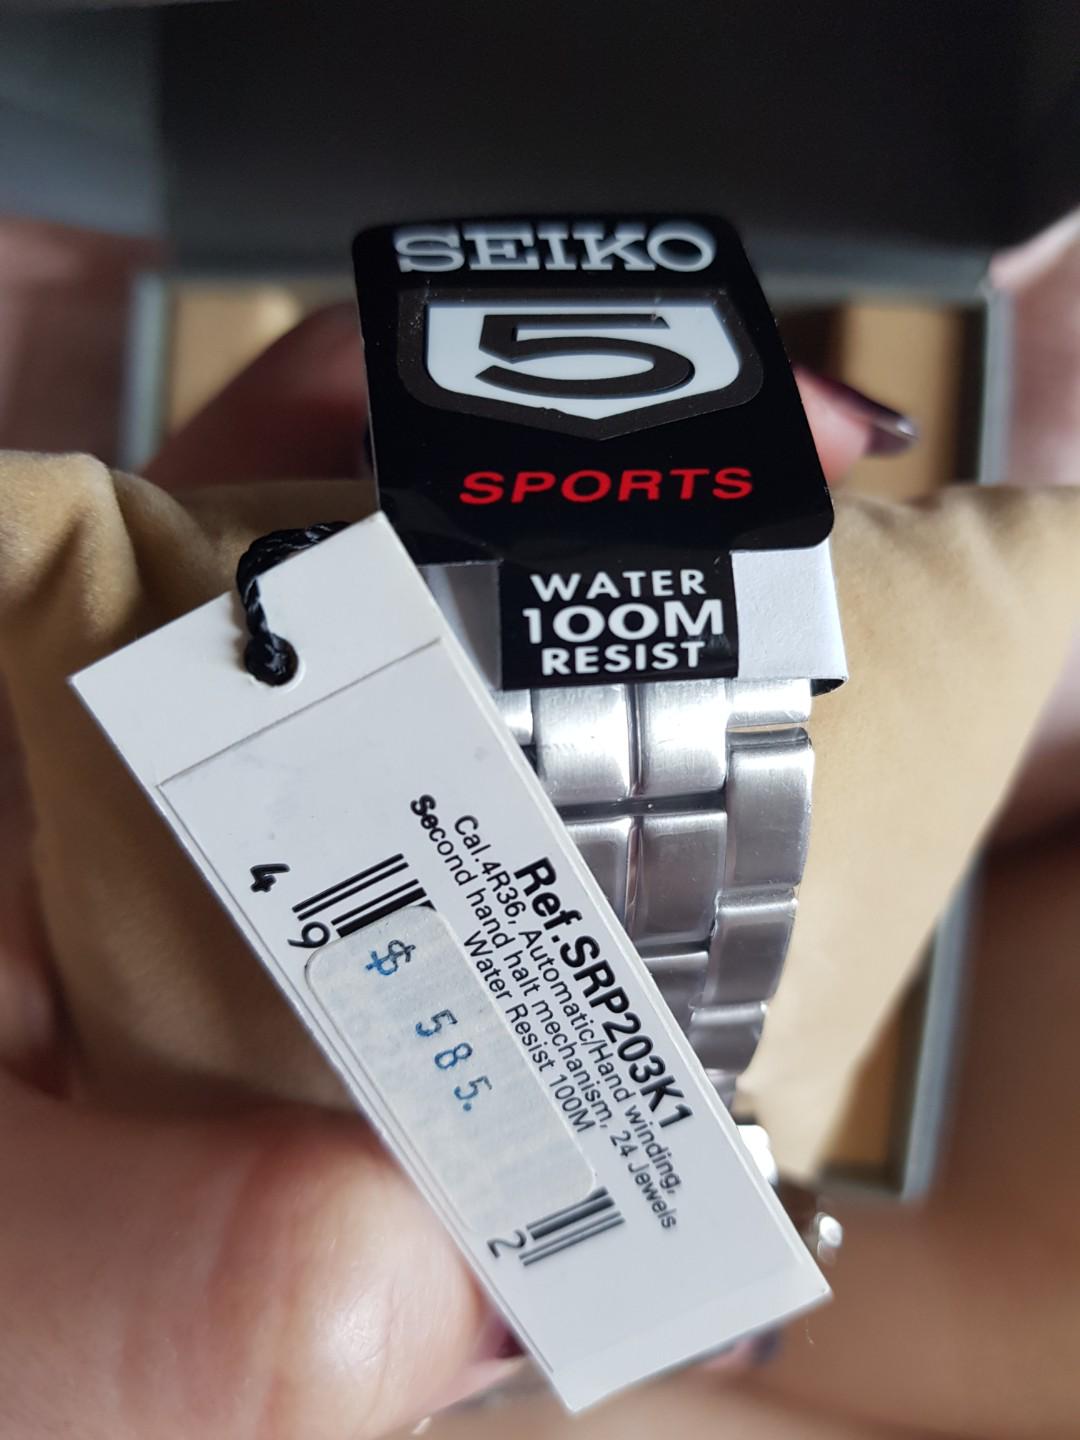 SEIKO
5
SPORTS
WATER
100M
RESIST
Ref.SRP203K1
Cal.4R36, Automatic/Hand winding,
Second hand halt mechanism, 24 Jewels
Water Resist 100M
4
9
2
$ 585.